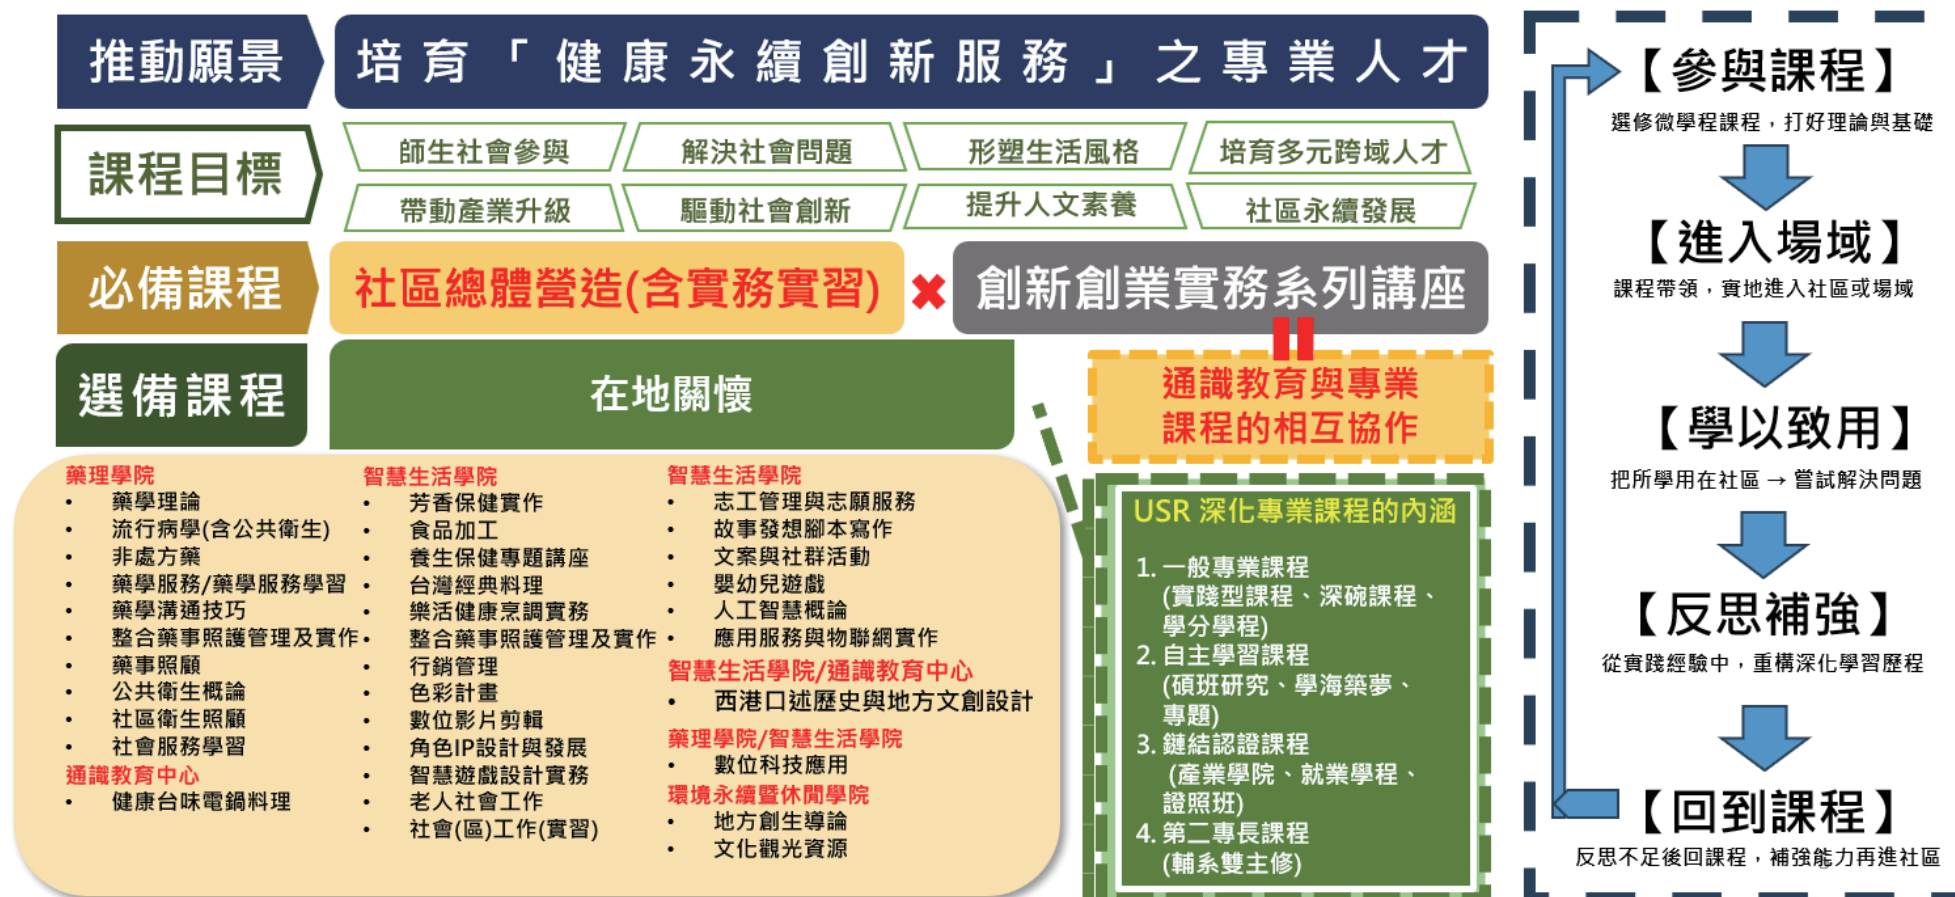 推動願景
培育「健康永續創新服務」之專業人才
課程目標
師生社會參與
解決社會問題
形塑生活風格
培育多元跨域人才
帶動產業升級
驅動社會創新
提升人文素養
社區永續發展
必備課程
社區總體營造(含實務實習)
✖
創新創業實務系列講座
選備課程
在地關懷
通識教育與專業
課程的相互協作
藥理學院
• 藥學理論
• 流行病學(含公共衛生)
• 非處方藥
• 藥學服務/藥學服務學習
• 藥學溝通技巧
• 整合藥事照護管理及實作
• 藥事照顧
• 公共衛生概論
• 社區衛生照顧
• 社會服務學習
通識教育中心
• 健康台味電鍋料理
智慧生活學院
• 芳香保健實作
• 食品加工
• 養生保健專題講座
• 台灣經典料理
• 樂活健康烹調實務
• 整合藥事照護管理及實作
• 行銷管理
• 色彩計畫
• 數位影片剪輯
• 角色IP設計與發展
• 智慧遊戲設計實務
• 老人社會工作
• 社會(區)工作(實習)
智慧生活學院
• 志工管理與志願服務
• 故事發想腳本寫作
• 文案與社群活動
• 嬰幼兒遊戲
• 人工智慧概論
• 應用服務與物聯網實作
智慧生活學院/通識教育中心
• 西港口述歷史與地方文創設計
藥理學院/智慧生活學院
• 數位科技應用
環境永續暨休閒學院
• 地方創生導論
• 文化觀光資源
USR 深化專業課程的內涵
1. 一般專業課程
(實踐型課程、深碗課程、
學分學程)
2. 自主學習課程
(碩班研究、學海築夢、
專題)
3. 鏈結認證課程
(產業學院、就業學程、
證照班)
4. 第二專長課程
(輔系雙主修)
【參與課程】
選修微學程課程，打好理論與基礎
【進入場域】
課程帶領，實地進入社區或場域
【學以致用】
把所學用在社區 → 嘗試解決問題
【反思補強】
從實踐經驗中，重構深化學習歷程
【回到課程】
反思不足後回課程，補強能力再進社區